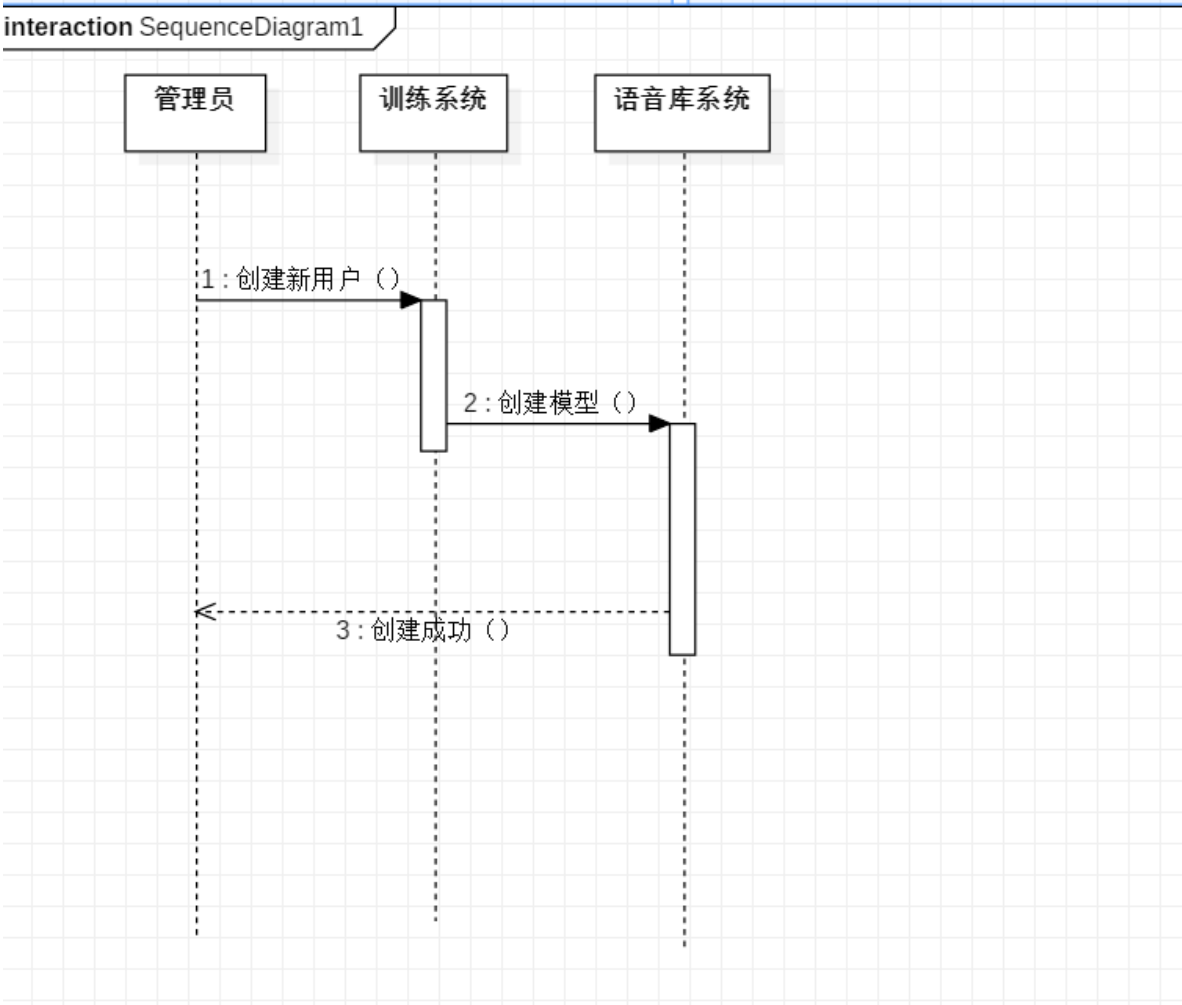 interaction SequenceDiagram1
管理员
训练系统
语音库系统
1 : 创建新用户（）
2 : 创建模型（）
3 : 创建成功（）